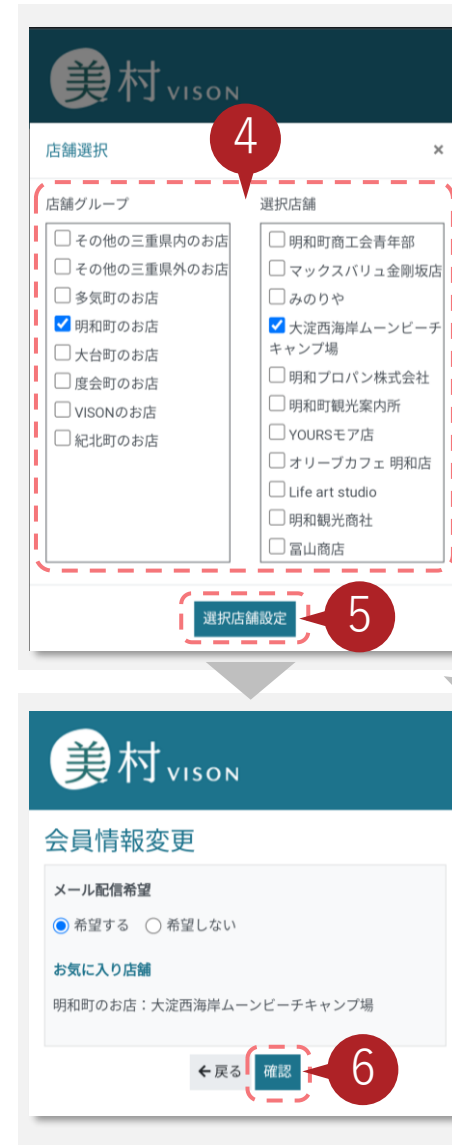 美村 VISON
4
店舗選択 ×
店舗グループ
その他の三重県内のお店
その他の三重県外のお店
多気町のお店
明和町のお店
大台町のお店
度会町のお店
VISONのお店
紀北町のお店
選択店舗
明和町商工会青年部
マックスバリュ金剛坂店
みのりや
大淀西海岸ムーンビーチ
キャンプ場
明和プロパン株式会社
明和町観光案内所
YOURSモア店
オリーブカフェ 明和店
Life art studio
明和観光商社
冨山商店
選択店舗設定
5
美村 VISON
会員情報変更
メール配信希望
希望する 希望しない
お気に入り店舗
明和町のお店：大淀西海岸ムーンビーチキャンプ場
←戻る 確認
6